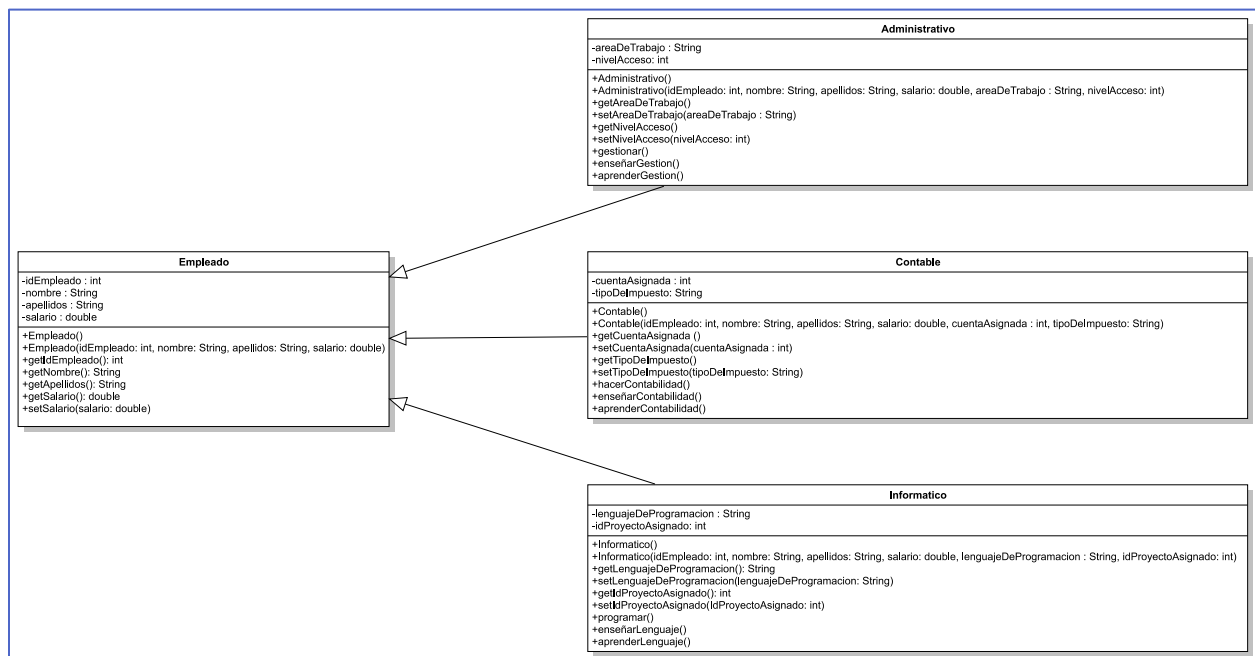 Administrativo
-areaDeTrabajo : String
-nivelAcceso: int
+Administrativo()
+Administrativo(idEmpleado: int, nombre: String, apellidos: String, salario: double, areaDeTrabajo : String, nivelAcceso: int)
+getAreaDeTrabajo()
+setAreaDeTrabajo(areaDeTrabajo : String)
+getNivelAcceso()
+setNivelAcceso(nivelAcceso: int)
+gestionar()
+enseñarGestion()
+aprenderGestion()
Empleado
-idEmpleado : int
-nombre : String
-apellidos : String
-salario : double
+Empleado()
+Empleado(idEmpleado: int, nombre: String, apellidos: String, salario: double)
+getIdEmpleado(): int
+getNombre(): String
+getApellidos(): String
+getSalario(): double
+setSalario(salario: double)
Contable
-cuentaAsignada : int
-tipoDeImpuesto: String
+Contable()
+Contable(idEmpleado: int, nombre: String, apellidos: String, salario: double, cuentaAsignada : int, tipoDeImpuesto: String)
+getCuentaAsignada ()
+setCuentaAsignada(cuentaAsignada : int)
+getTipoDeImpuesto()
+setTipoDeImpuesto(tipoDeImpuesto: String)
+hacerContabilidad()
+enseñarContabilidad()
+aprenderContabilidad()
Informatico
-lenguajeDeProgramacion : String
-idProyectoAsignado: int
+Informatico()
+Informatico(idEmpleado: int, nombre: String, apellidos: String, salario: double, lenguajeDeProgramacion : String, idProyectoAsignado: int)
+getLenguajeDeProgramacion(): String
+setLenguajeDeProgramacion(lenguajeDeProgramacion: String)
+getIdProyectoAsignado(): int
+setIdProyectoAsignado(IdProyectoAsignado: int)
+programar()
+enseñarLenguaje()
+aprenderLenguaje()